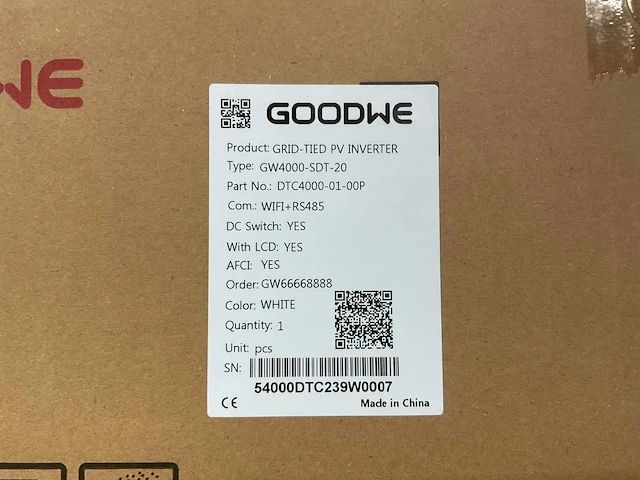 WE
GOODWE
Product: GRID-TIED PV INVERTER
Type: GW4000-SDT-20
Part No.: DTC4000-01-00P
Com.: WIFI+RS485
DC Switch: YES
With LCD: YES
AFCI: YES
Order: GW66668888
Color: WHITE
Quantity: 1
Unit: pcs
SN:
54000DTC239W0007
CE Made in China